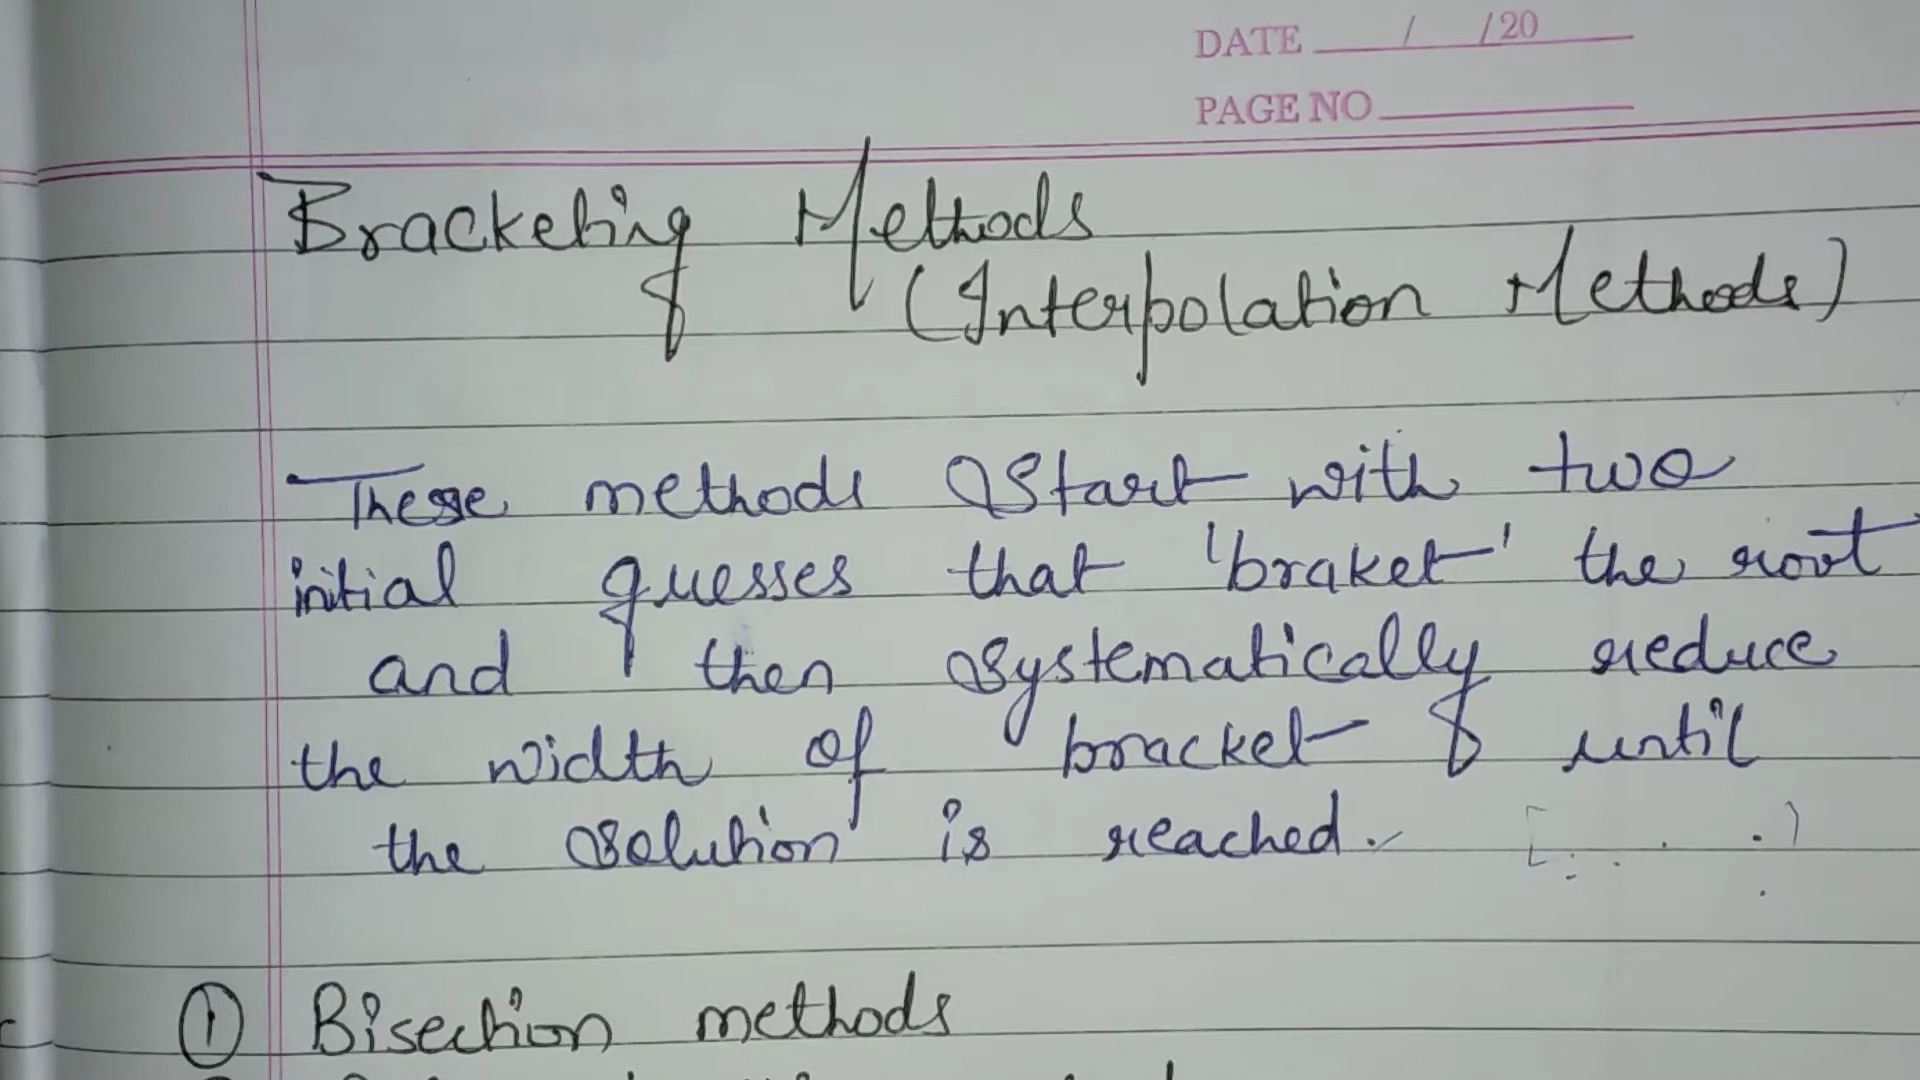 DATE / /20
PAGE NO
Bracketing Methods
(Interpolation Methods)
These methods start with two
initial guesses that 'braket' the root
and then systematically reduce
the width of bracket until
the solution is reached.
① Bisection methods